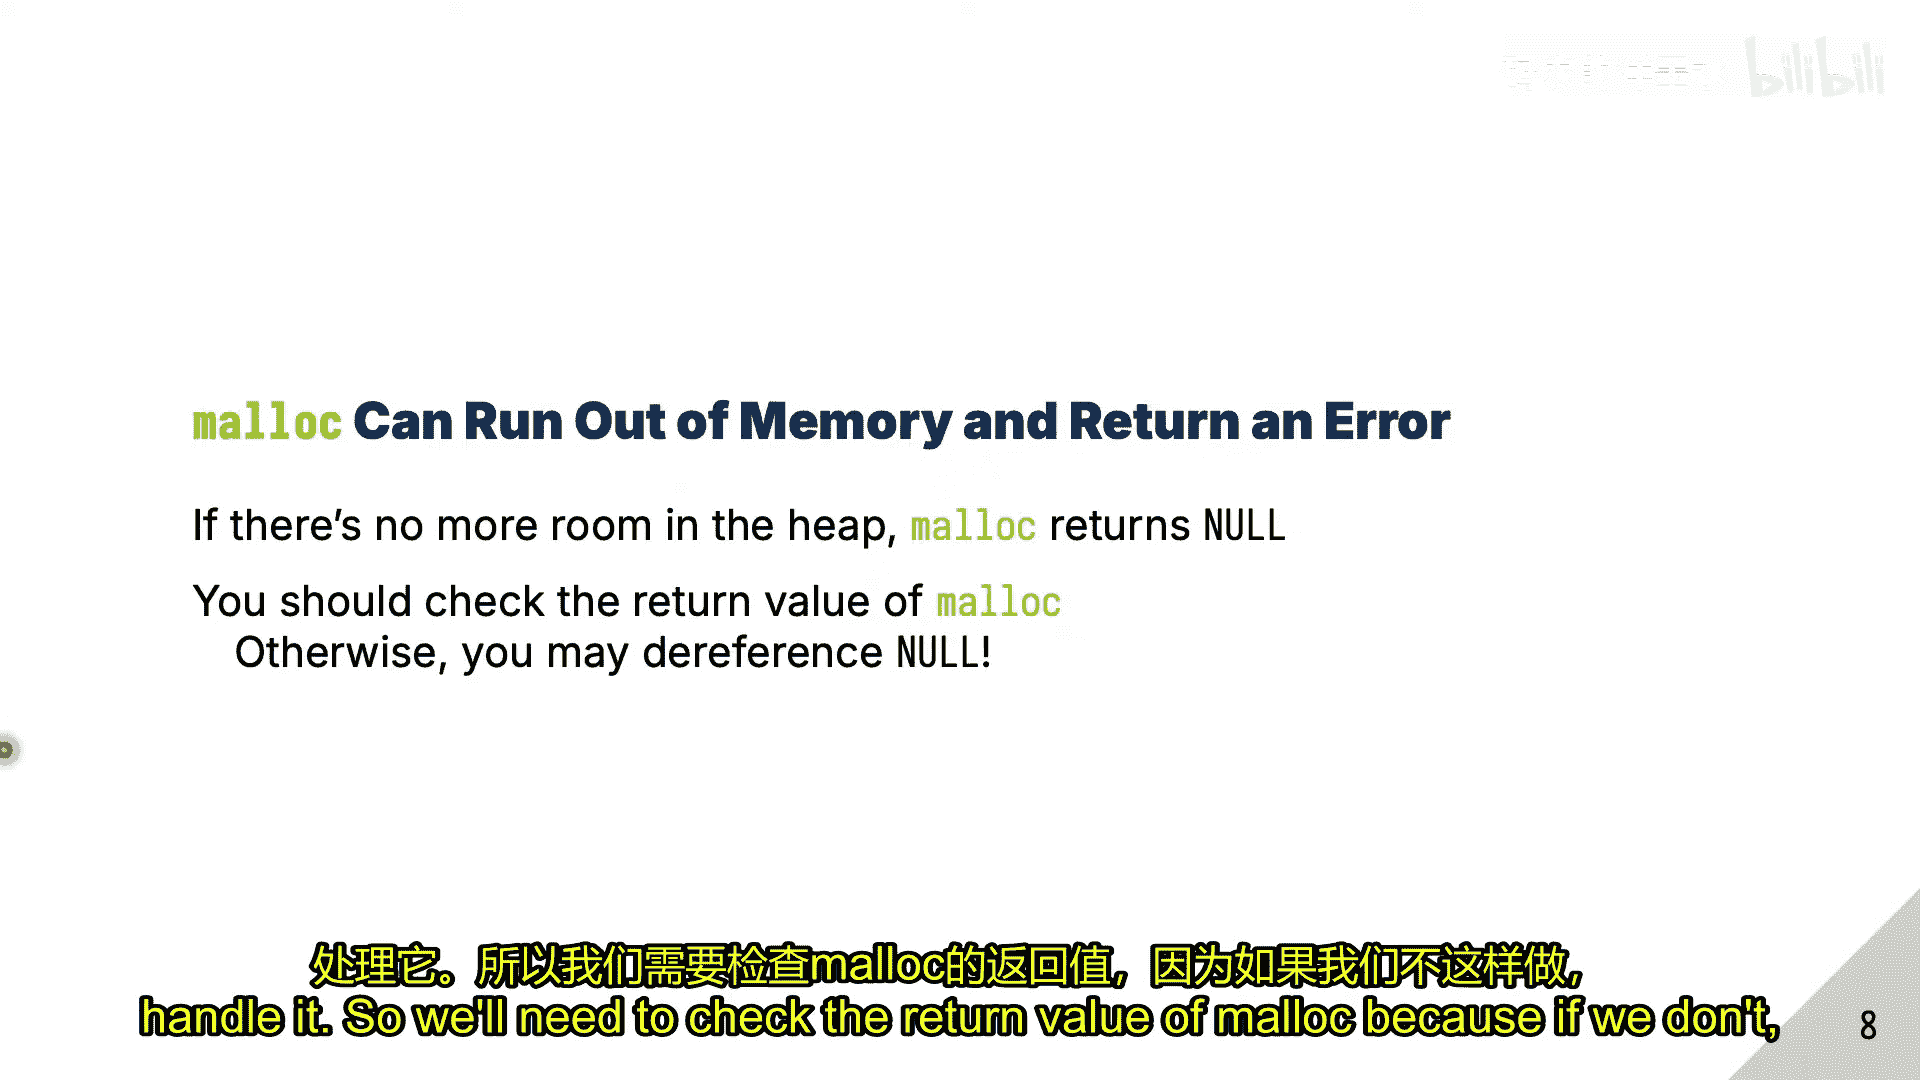 bilibili
malloc Can Run Out of Memory and Return an Error
If there’s no more room in the heap, malloc returns NULL
You should check the return value of malloc
Otherwise, you may dereference NULL!
处理它。所以我们需要检查malloc的返回值，因为如果我们不这样做，
handle it. So we'll need to check the return value of malloc because if we don't,
8